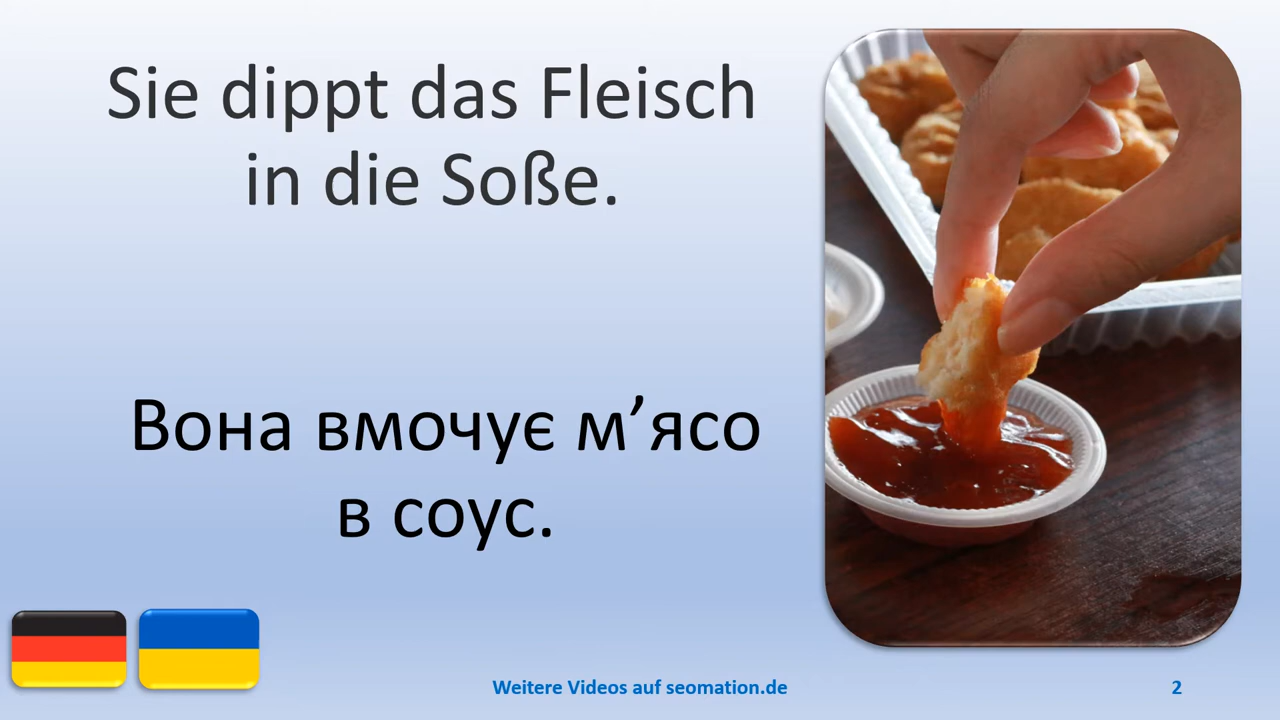 Sie dippt das Fleisch
in die Soße.
Вона вмочує м’ясо
в соус.
Weitere Videos auf seomation.de
2